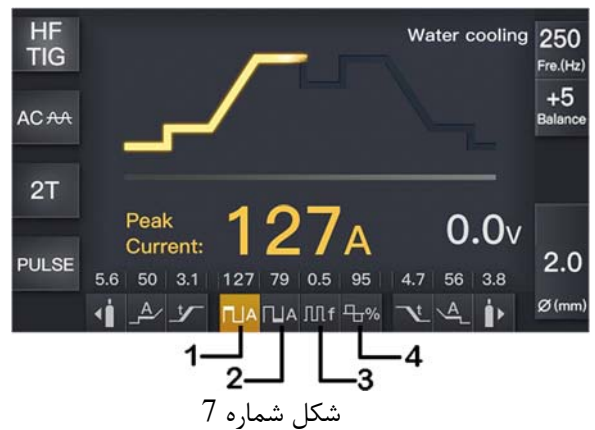 HF
TIG
Water cooling
250
Fre.(Hz)
+5
Balance
AC
2T
Peak
Current:
127A
0.0v
PULSE
2.0
Ø (mm)
5.6 50 3.1 127 79 0.5 95 4.7 56 3.8
A t A A f % t A
1 2 3 4
شکل شماره 7